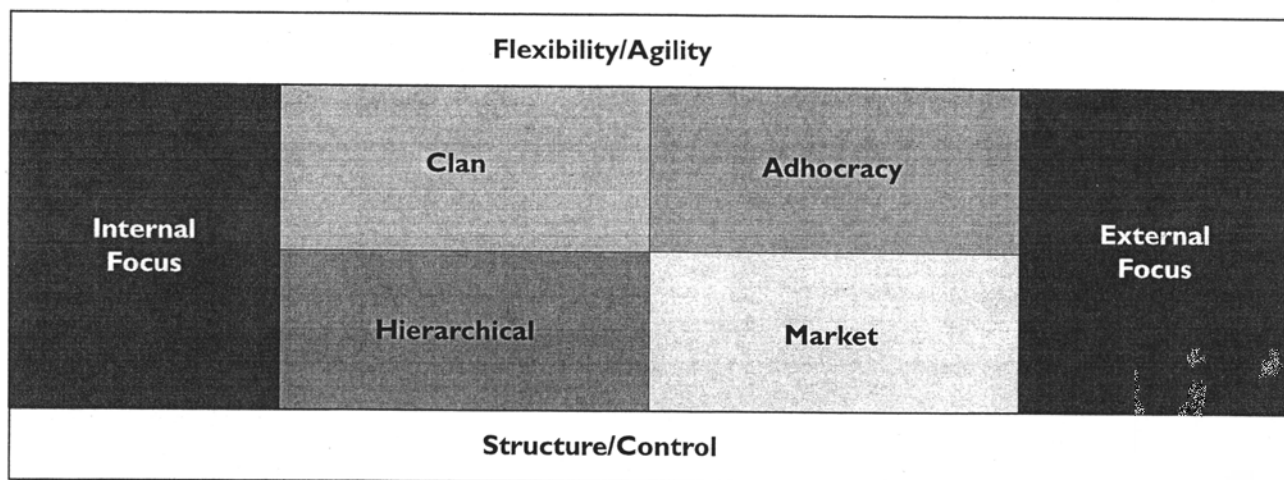 Flexibility/Agility
Clan
Adhocracy
Internal
Focus
External
Focus
Hierarchical
Market
Structure/Control